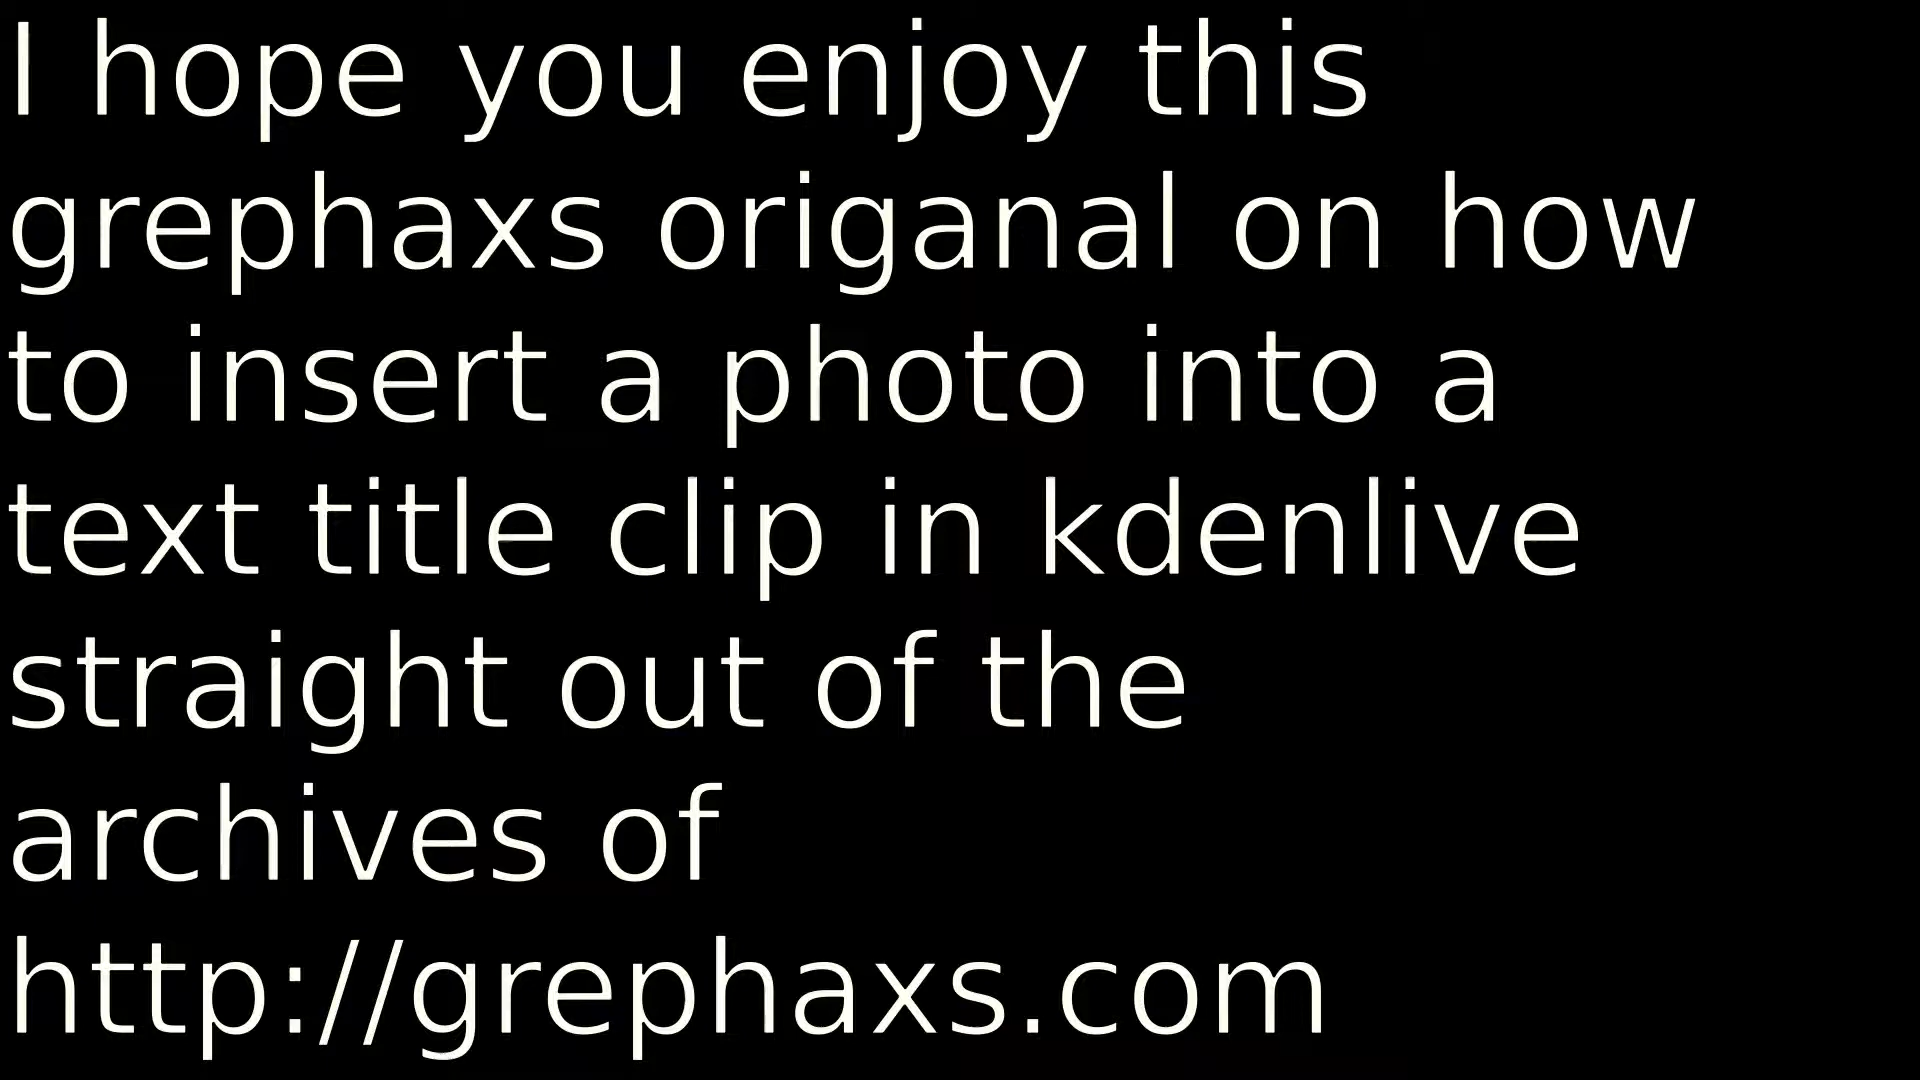 I hope you enjoy this
grephaxs origanal on how
to insert a photo into a
text title clip in kdenlive
straight out of the
archives of
http://grephaxs.com